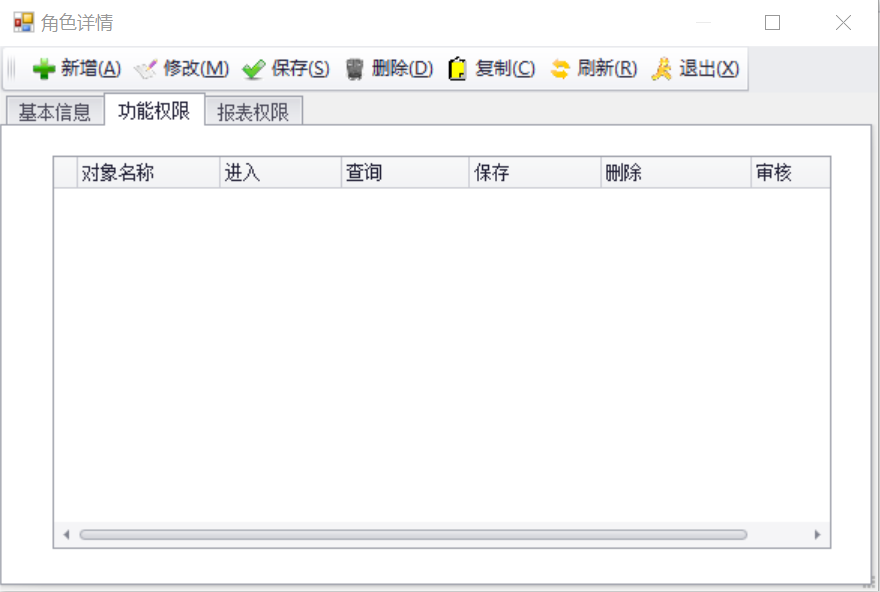 角色详情
新增(A) 修改(M) 保存(S) 删除(D) 复制(C) 刷新(R) 退出(X)
基本信息 功能权限 报表权限
对象名称 进入 查询 保存 删除 审核